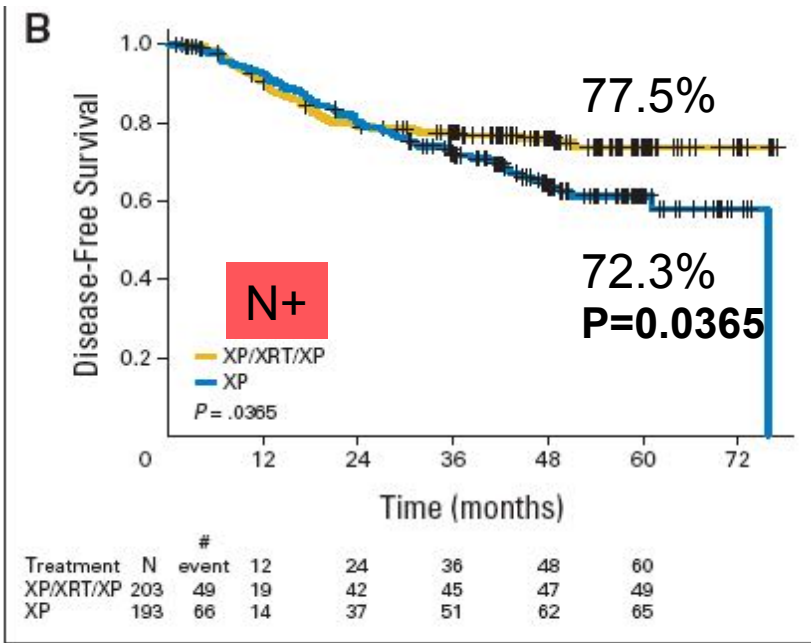 B
1.0
0.8
0.6
0.4
0.2
Disease-Free Survival
77.5%
72.3%
P=0.0365
N+
XP/XRT/XP
XP
P = .0365
0 12 24 36 48 60 72
Time (months)
#
Treatment N event 12 24 36 48 60
XP/XRT/XP 203 49 19 42 45 47 49
XP 193 66 14 37 51 62 65